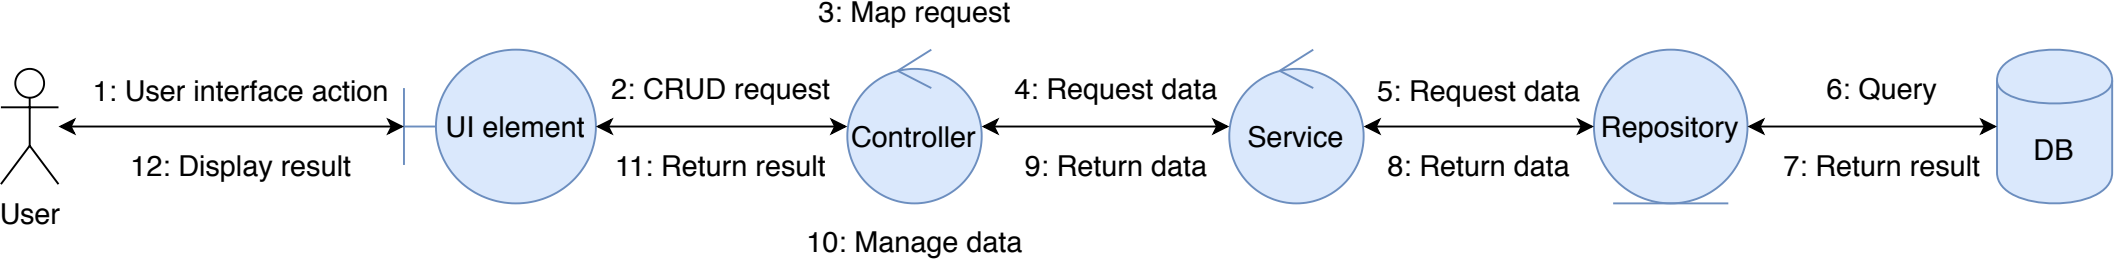 3: Map request
1: User interface action
2: CRUD request
4: Request data
5: Request data
6: Query
UI element
Controller
Service
Repository
DB
12: Display result
11: Return result
9: Return data
8: Return data
7: Return result
User
10: Manage data